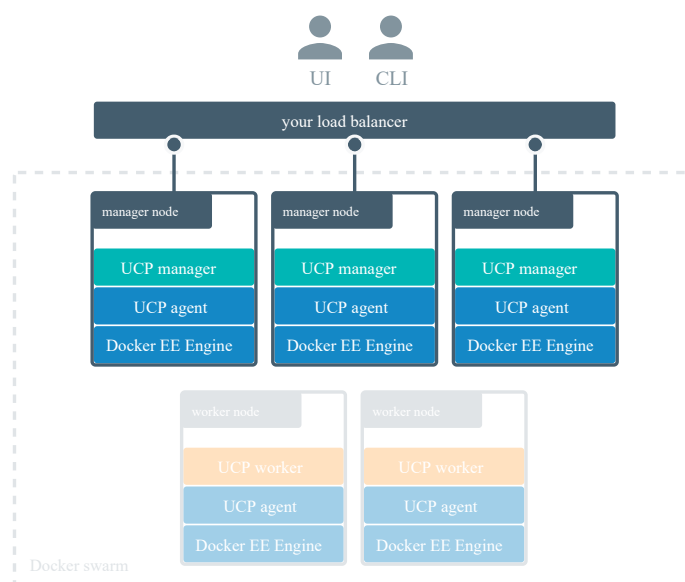 UI CLI
your load balancer
manager node manager node manager node
UCP manager UCP manager UCP manager
UCP agent UCP agent UCP agent
Docker EE Engine Docker EE Engine Docker EE Engine
worker node worker node
UCP worker UCP worker
UCP agent UCP agent
Docker EE Engine Docker EE Engine
Docker swarm